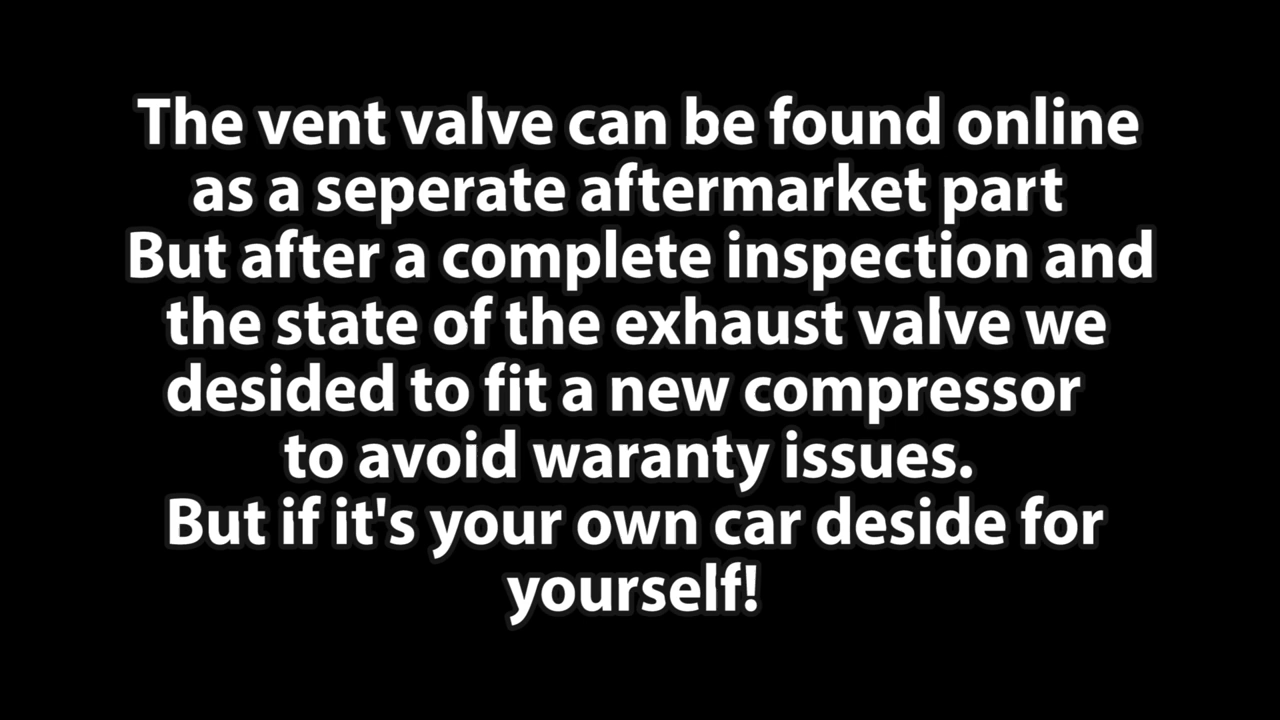 The vent valve can be found online
as a seperate aftermarket part
But after a complete inspection and
the state of the exhaust valve we
desided to fit a new compressor
to avoid waranty issues.
But if it's your own car deside for
yourself!